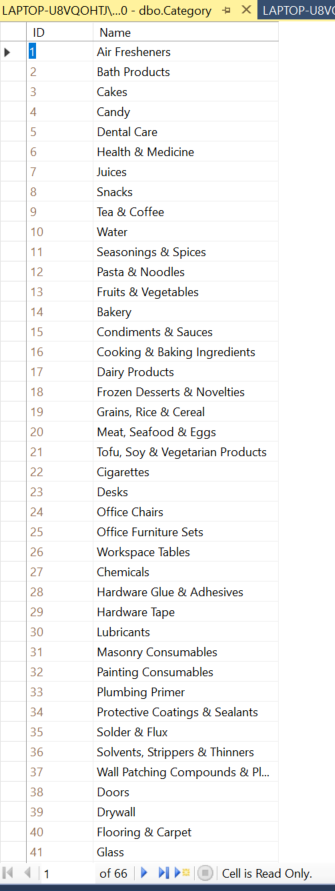 LAPTOP-U8VQOHTJ\...0 - dbo.Category LAPTOP-U8V
ID Name
1 Air Fresheners
2 Bath Products
3 Cakes
4 Candy
5 Dental Care
6 Health & Medicine
7 Juices
8 Snacks
9 Tea & Coffee
10 Water
11 Seasonings & Spices
12 Pasta & Noodles
13 Fruits & Vegetables
14 Bakery
15 Condiments & Sauces
16 Cooking & Baking Ingredients
17 Dairy Products
18 Frozen Desserts & Novelties
19 Grains, Rice & Cereal
20 Meat, Seafood & Eggs
21 Tofu, Soy & Vegetarian Products
22 Cigarettes
23 Desks
24 Office Chairs
25 Office Furniture Sets
26 Workspace Tables
27 Chemicals
28 Hardware Glue & Adhesives
29 Hardware Tape
30 Lubricants
31 Masonry Consumables
32 Painting Consumables
33 Plumbing Primer
34 Protective Coatings & Sealants
35 Solder & Flux
36 Solvents, Strippers & Thinners
37 Wall Patching Compounds & Pl...
38 Doors
39 Drywall
40 Flooring & Carpet
41 Glass
1 of 66 Cell is Read Only.